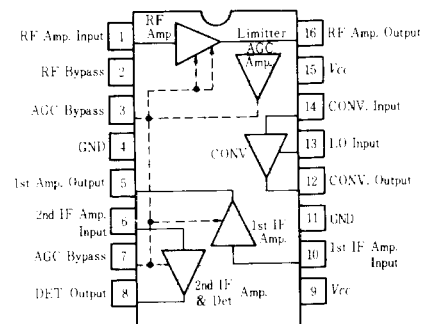 RF Amp. Input 1
RF Bypass 2
AGC Bypass 3
GND 4
1st Amp. Output 5
2nd IF Amp. Input 6
AGC Bypass 7
DET Output 8
RF Amp
Limitter
AGC Amp.
CONV
1st IF Amp.
2nd IF & Det Amp.
16 RF Amp. Output
15 Vcc
14 CONV. Input
13 LO Input
12 CONV. Output
11 GND
10 1st IF Amp. Input
9 Vcc